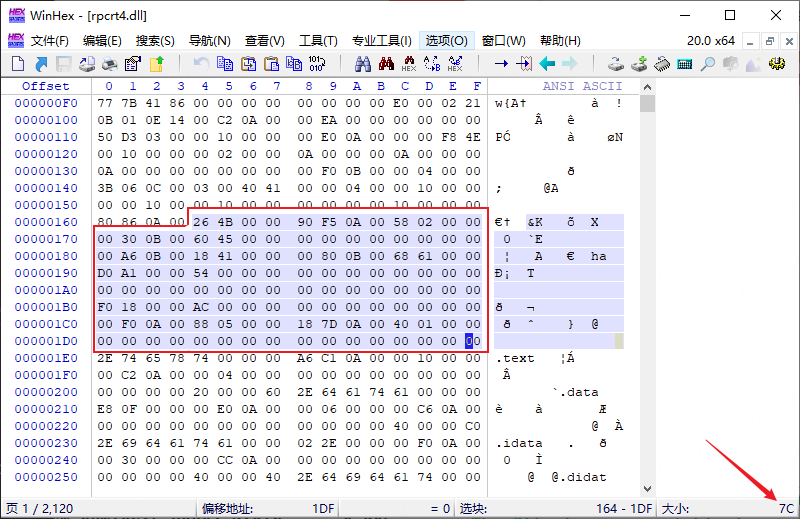 WinHex - [rpcrt4.dll]
文件(F) 编辑(E) 搜索(S) 导航(N) 查看(V) 工具(T) 专业工具(I) 选项(O) 窗口(W) 帮助(H) 20.0 x64
Offset 0 1 2 3 4 5 6 7 8 9 A B C D E F ANSI ASCII
000000F0 77 7B 41 86 00 00 00 00 00 00 00 00 E0 00 02 21 w{A† à !
00000100 0B 01 0E 14 00 C2 0A 00 00 EA 00 00 00 00 00 00 Â ê
00000110 50 D3 03 00 00 10 00 00 00 E0 0A 00 00 00 F8 4E PÓ à øN
00000120 00 10 00 00 00 02 00 00 0A 00 00 00 0A 00 00 00
00000130 0A 00 00 00 00 00 00 00 00 F0 0B 00 00 04 00 00 ð
00000140 3B 06 0C 00 03 00 40 41 00 00 04 00 00 10 00 00 ; @A
00000150 00 00 10 00 00 10 00 00 00 00 00 00 10 00 00 00
00000160 80 86 0A 00 26 4B 00 00 90 F5 0A 00 58 02 00 00 €† &K õ X
00000170 00 30 0B 00 60 45 00 00 00 00 00 00 00 00 00 00 0 `E
00000180 00 A6 0B 00 18 41 00 00 00 80 0B 00 68 61 00 00 ¦ A € ha
00000190 D0 A1 00 00 54 00 00 00 00 00 00 00 00 00 00 00 Ð¡ T
000001A0 00 00 00 00 00 00 00 00 00 00 00 00 00 00 00 00
000001B0 F0 18 00 00 AC 00 00 00 00 00 00 00 00 00 00 00 ð ¬
000001C0 00 F0 0A 00 88 05 00 00 18 7D 0A 00 40 01 00 00 ð ˆ } @
000001D0 00 00 00 00 00 00 00 00 00 00 00 00 00 00 00 00
000001E0 2E 74 65 78 74 00 00 00 A6 C1 0A 00 00 10 00 00 .text ¦Á
000001F0 00 C2 0A 00 00 04 00 00 00 00 00 00 00 00 00 00 Â
00000200 00 00 00 00 20 00 00 60 2E 64 61 74 61 00 00 00 `.data
00000210 E8 0F 00 00 00 E0 0A 00 00 06 00 00 00 C6 0A 00 è à Æ
00000220 00 00 00 00 00 00 00 00 00 00 00 00 40 00 00 C0 @ À
00000230 2E 69 64 61 74 61 00 00 02 2E 00 00 00 F0 0A 00 .idata . ð
00000240 00 30 00 00 00 CC 0A 00 00 00 00 00 00 00 00 00 0 Ì
00000250 00 00 00 00 40 00 00 40 2E 64 69 64 61 74 00 00 @ @.didat
页 1 / 2,120 偏移地址: 1DF = 0 选块: 164 - 1DF 大小: 7C